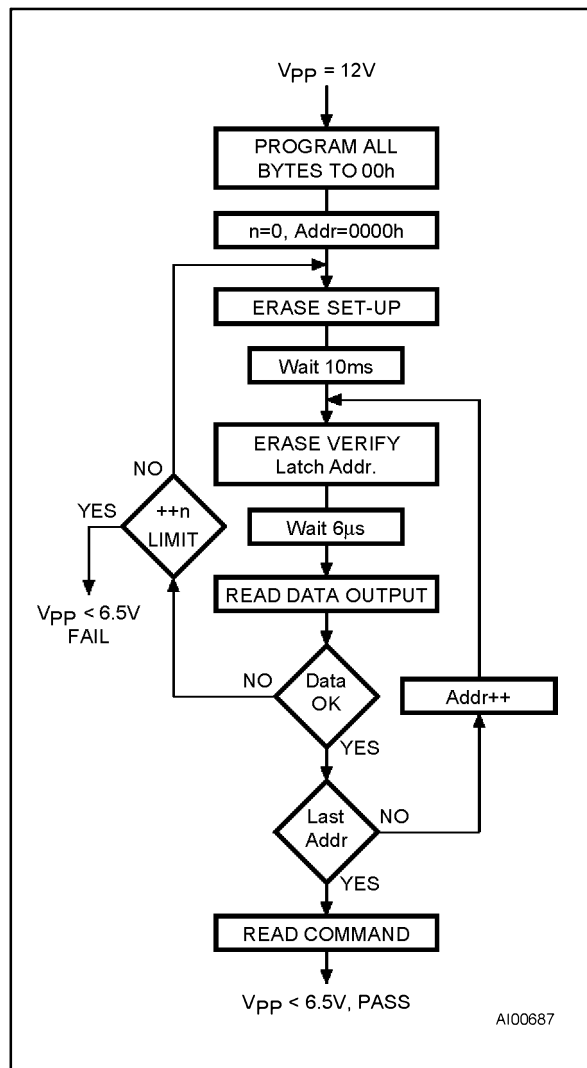 VPP = 12V
PROGRAM ALL
BYTES TO 00h
n=0, Addr=0000h
ERASE SET-UP
Wait 10ms
ERASE VERIFY
Latch Addr.
NO
YES
++n
LIMIT
Wait 6µs
READ DATA OUTPUT
VPP < 6.5V
FAIL
NO
Data
OK
Addr++
YES
Last
Addr
NO
YES
READ COMMAND
VPP < 6.5V, PASS
AI00687